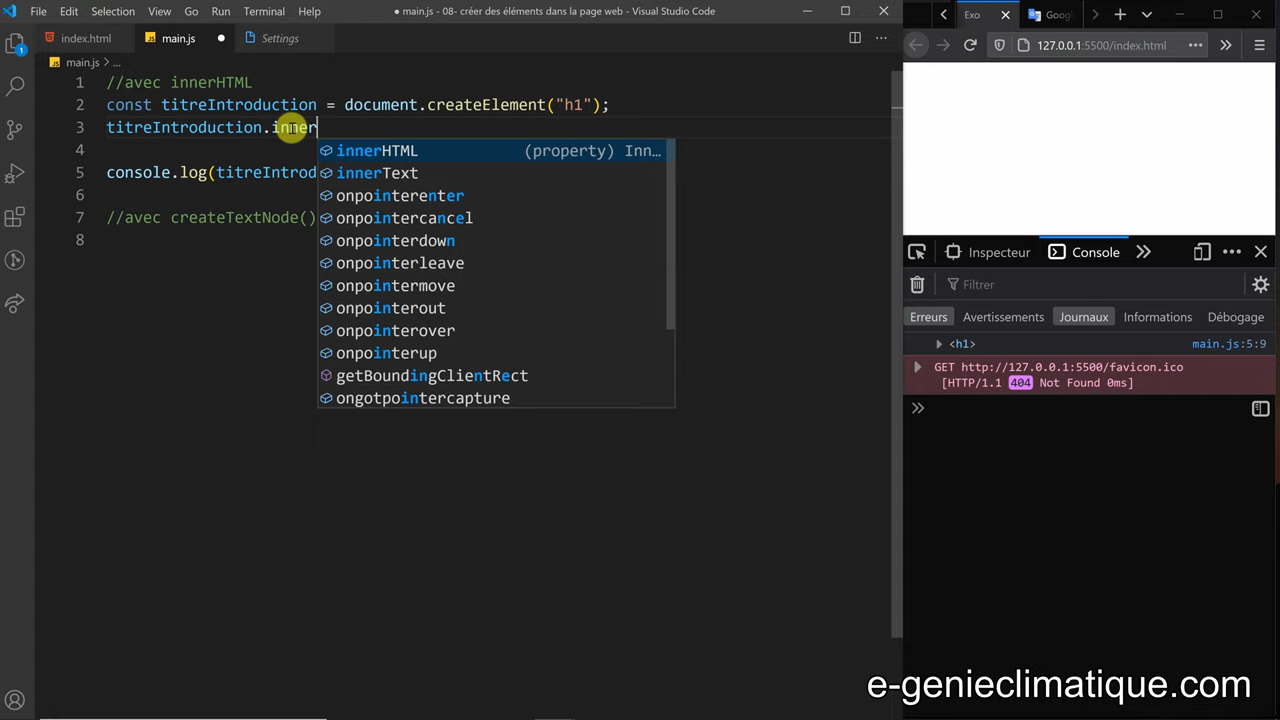 File Edit Selection View Go Run Terminal Help ● main.js - 08- créer des éléments dans la page web - Visual Studio Code
index.html main.js ● Settings
main.js > ...
1 //avec innerHTML
2 const titreIntroduction = document.createElement("h1");
3 titreIntroduction.inner
4
5 console.log(titreIntrod
6
7 //avec createTextNode()
8
innerHTML (property) Inn…
innerText
onpointerenter
onpointercancel
onpointerdown
onpointerleave
onpointermove
onpointerout
onpointerover
onpointerup
getBoundingClientRect
ongotpointercapture
1
Exo Googl
127.0.0.1:5500/index.html
Inspecteur Console
Filtrer
Erreurs Avertissements Journaux Informations Débogage
<h1> main.js:5:9
GET http://127.0.0.1:5500/favicon.ico
[HTTP/1.1 404 Not Found 0ms]
e-genieclimatique.com